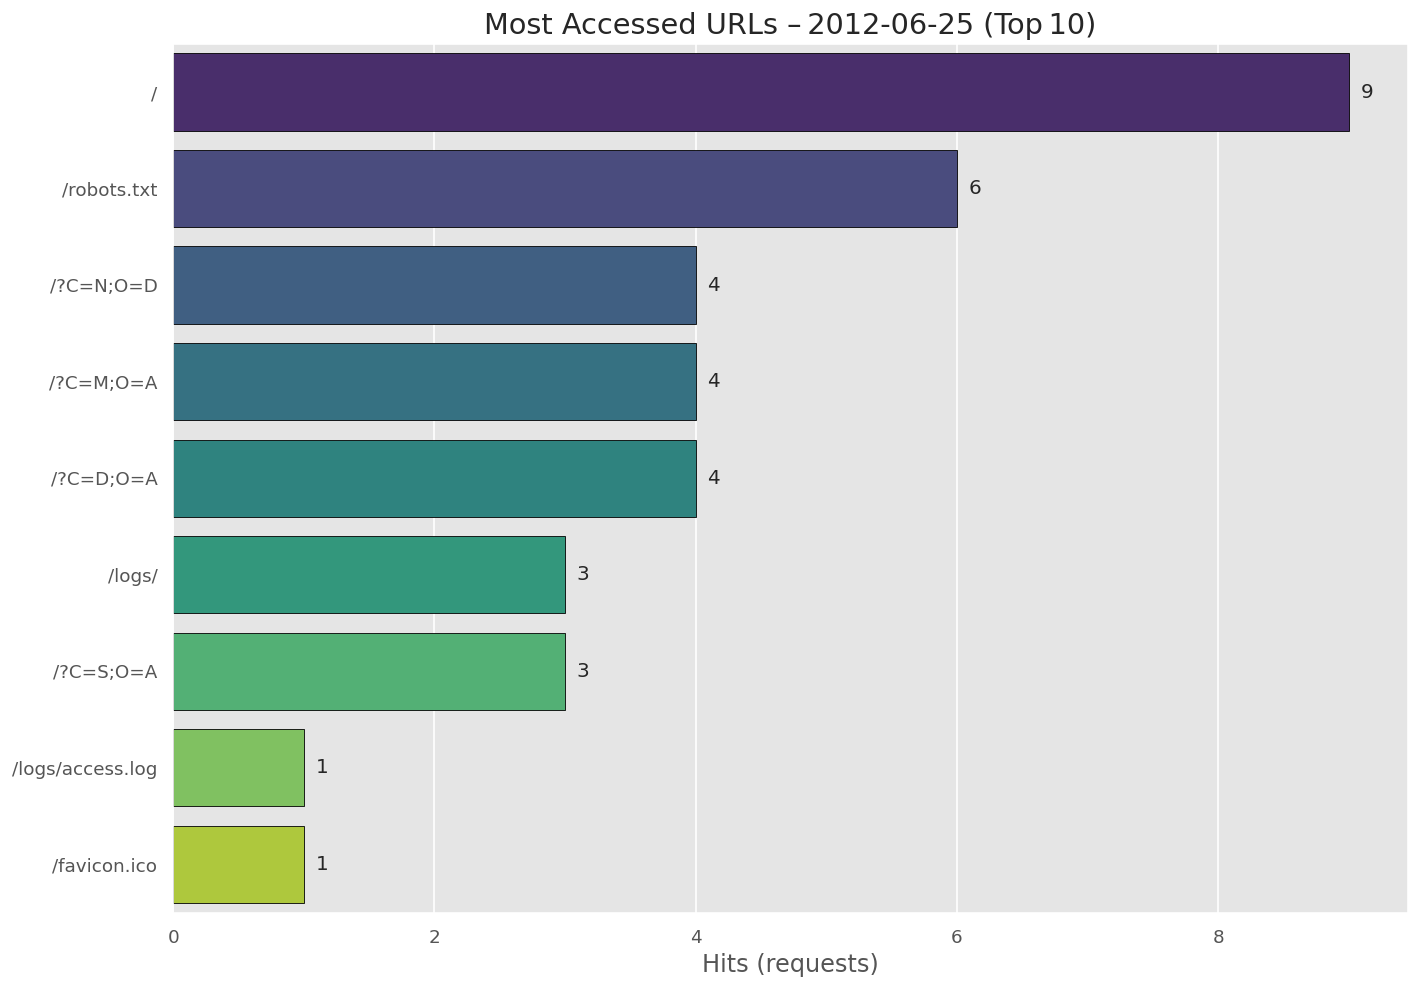 Most Accessed URLs – 2012-06-25 (Top 10)
/ 9
/robots.txt 6
/?C=N;O=D 4
/?C=M;O=A 4
/?C=D;O=A 4
/logs/ 3
/?C=S;O=A 3
/logs/access.log 1
/favicon.ico 1
0 2 4 6 8
Hits (requests)